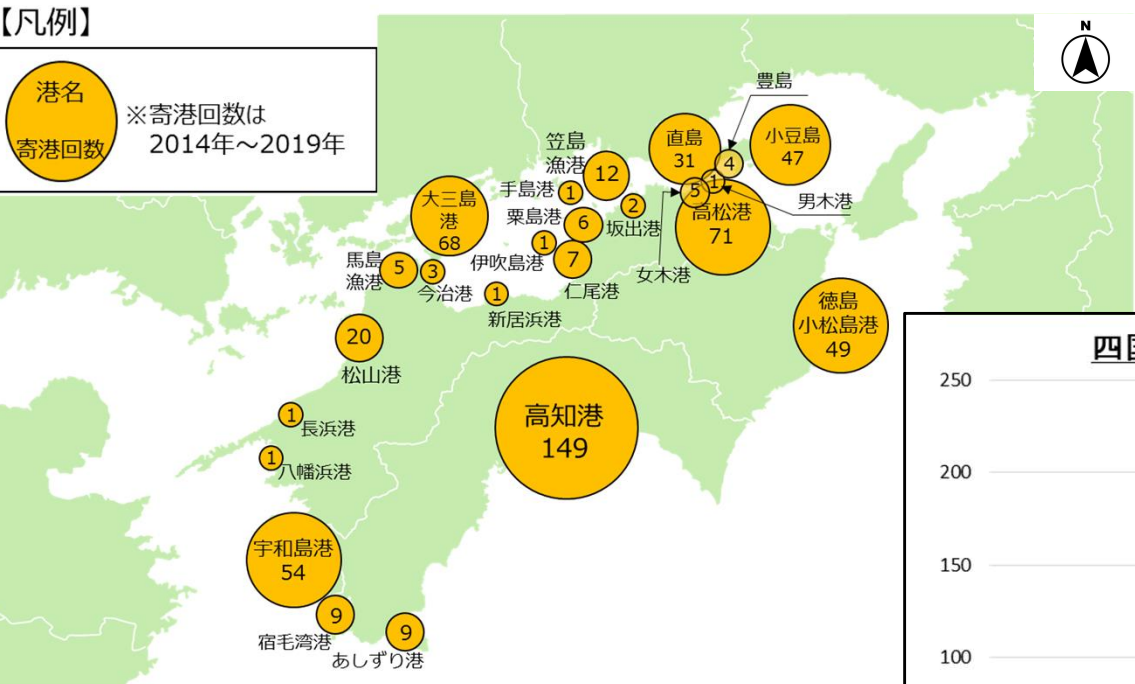 【凡例】
港名
寄港回数
※寄港回数は
2014年～2019年
N
豊島
4
直島
31
小豆島
47
笠島
漁港
12
手島港
1
2
坂出港
1
5
男木港
高松港
71
女木港
大三島
港
68
粟島港
6
1
伊吹島港
7
仁尾港
馬島
漁港
5
3
今治港
1
新居浜港
徳島
小松島港
49
20
松山港
高知港
149
1
長浜港
1
八幡浜港
宇和島港
54
9
宿毛湾港
9
あしずり港
四国
250
200
150
100